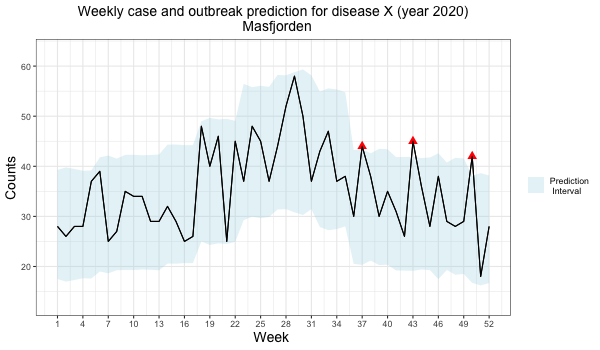 Weekly case and outbreak prediction for disease X (year 2020)
Masfjorden
Counts
60
50
40
30
20
1 4 7 10 13 16 19 22 25 28 31 34 37 40 43 46 49 52
Week
Prediction
Interval